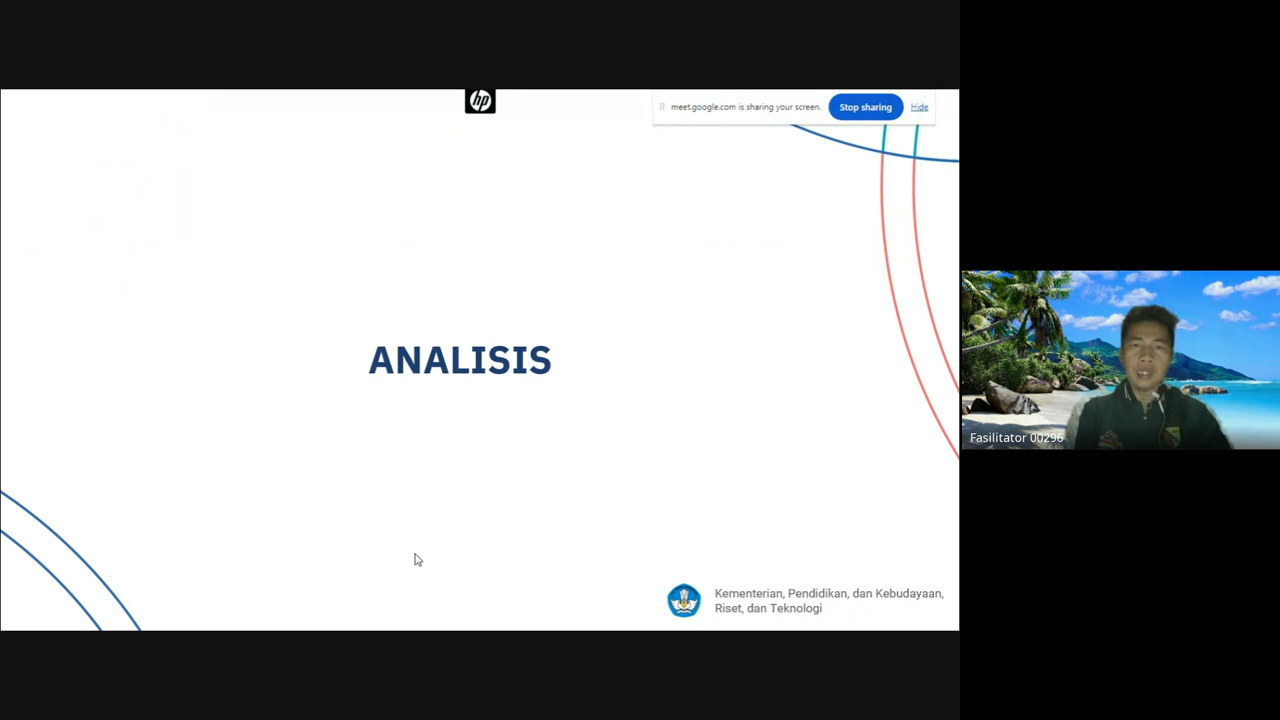 hp
meet.google.com is sharing your screen.
Stop sharing
Hide
ANALISIS
Fasilitator 00296
Kementerian, Pendidikan, dan Kebudayaan,
Riset, dan Teknologi